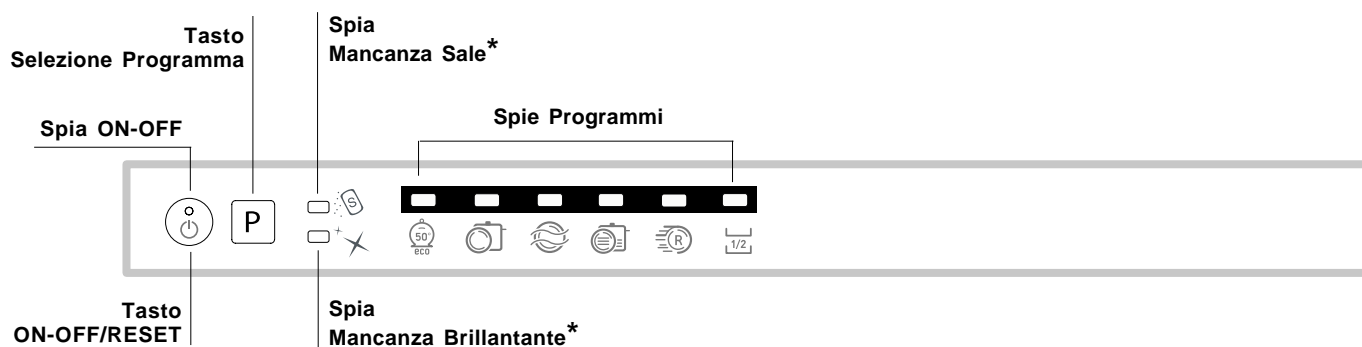 Tasto
Selezione Programma
Spia
Mancanza Sale*
Spia ON-OFF
Spie Programmi
P
S
50°
eco
R
1/2
Tasto
ON-OFF/RESET
Spia
Mancanza Brillantante*